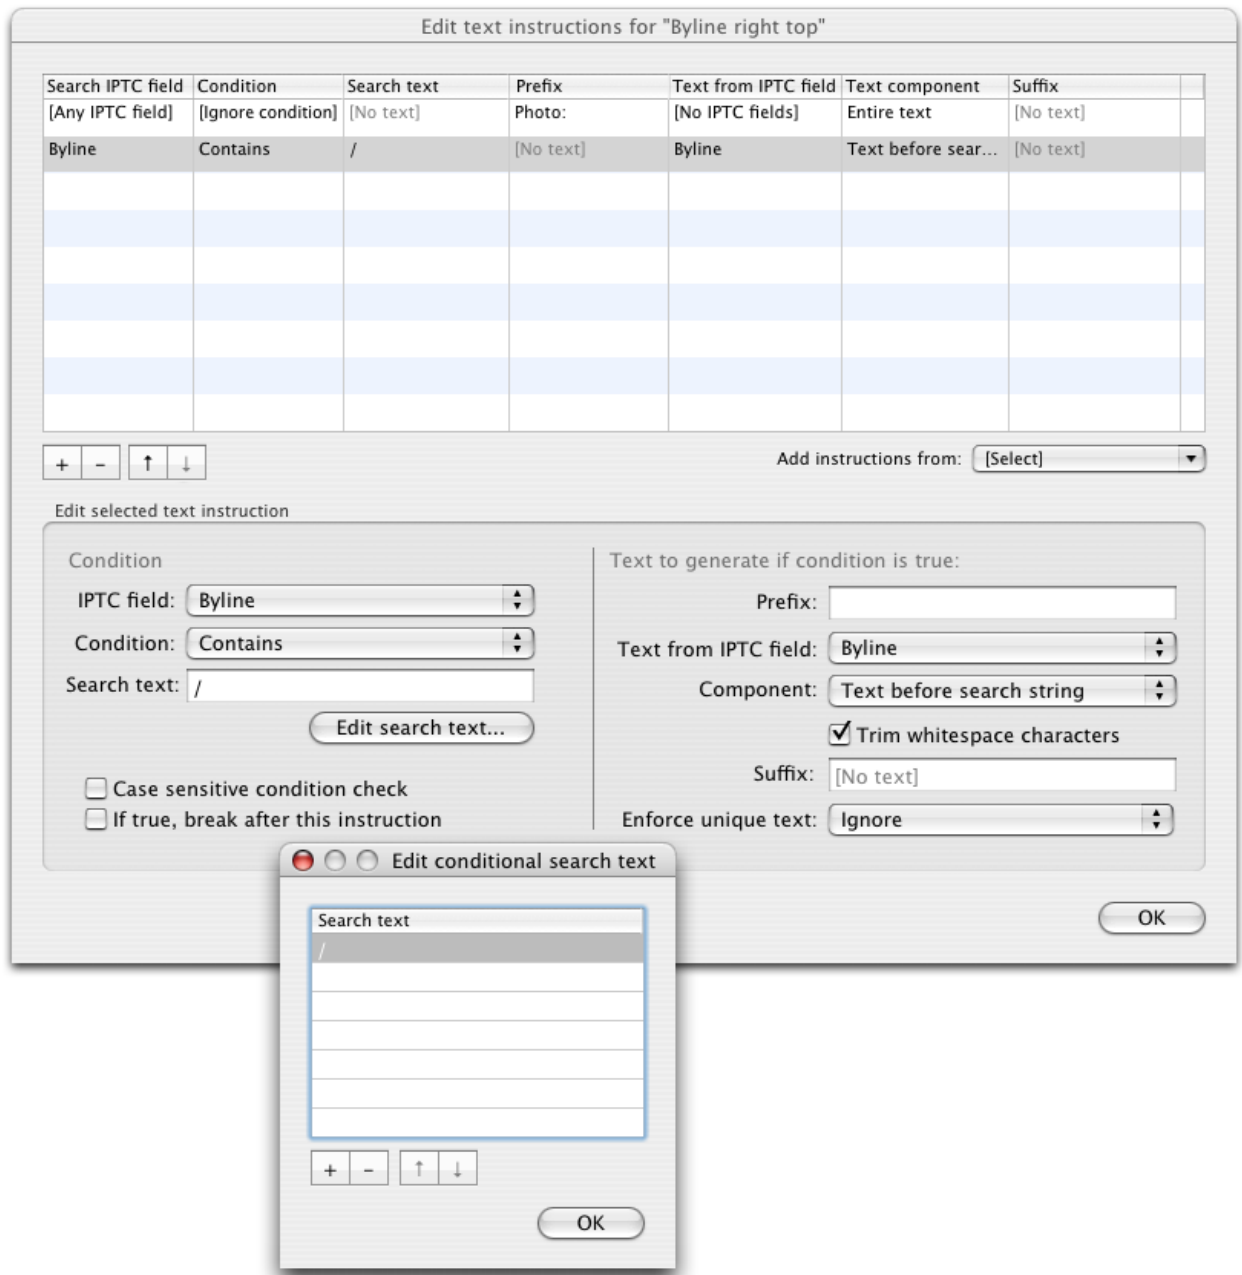 Edit text instructions for "Byline right top"
Search IPTC field Condition Search text Prefix Text from IPTC field Text component Suffix
[Any IPTC field] [Ignore condition] [No text] Photo: [No IPTC fields] Entire text [No text]
Byline Contains / [No text] Byline Text before sear... [No text]
+ - ↑ ↓ Add instructions from: [Select]
Edit selected text instruction
Condition
IPTC field: Byline
Condition: Contains
Search text: /
Edit search text...
Case sensitive condition check
If true, break after this instruction
Text to generate if condition is true:
Prefix:
Text from IPTC field: Byline
Component: Text before search string
Trim whitespace characters
Suffix: [No text]
Enforce unique text: Ignore
OK
Edit conditional search text
Search text
/
+ - ↑ ↓
OK